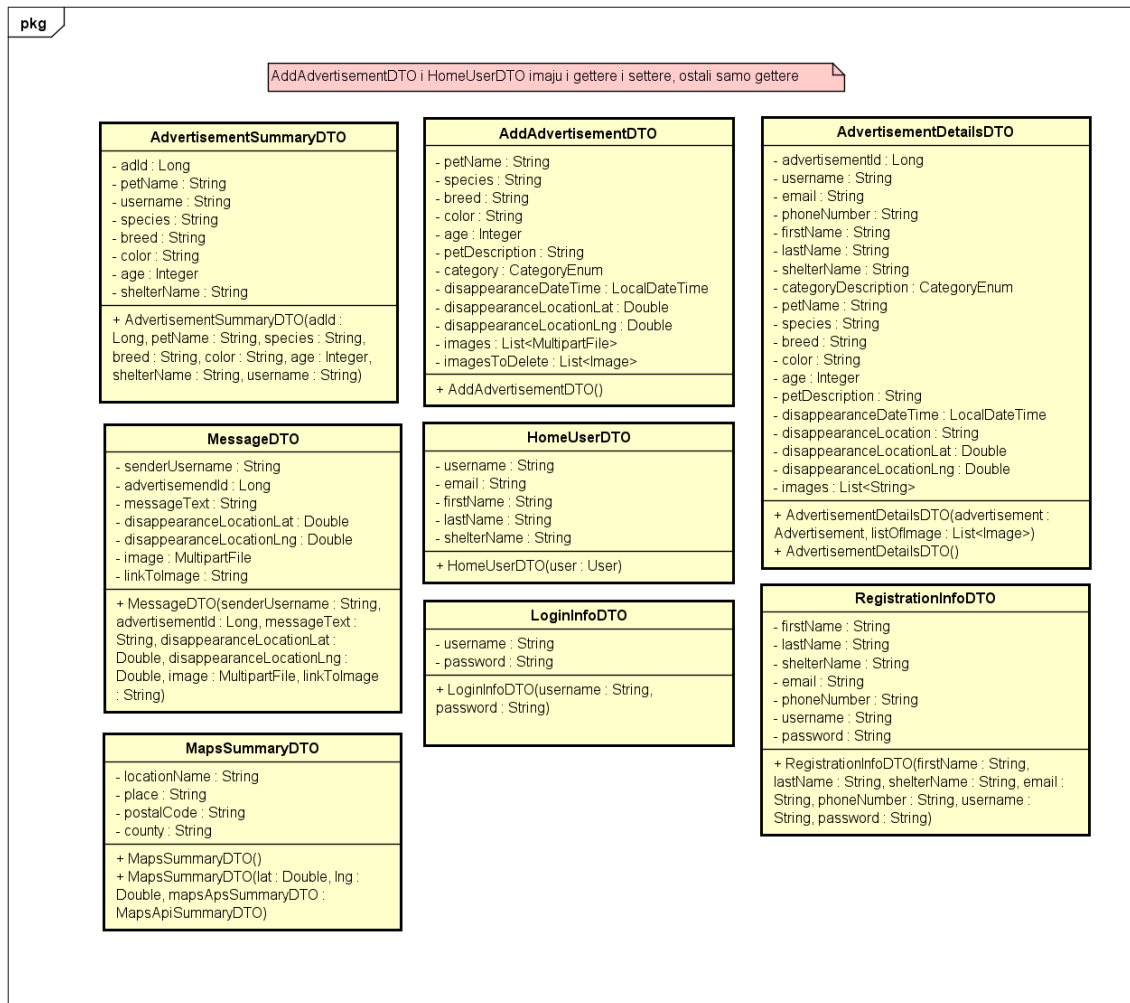 pkg
AddAdvertisementDTO i HomeUserDTO imaju i gettere i settere, ostali samo gettere
AdvertisementSummaryDTO
- adId : Long
- petName : String
- username : String
- species : String
- breed : String
- color : String
- age : Integer
- shelterName : String
+ AdvertisementSummaryDTO(adId :
Long, petName : String, species : String,
breed : String, color : String, age : Integer,
shelterName : String, username : String)
AddAdvertisementDTO
- petName : String
- species : String
- breed : String
- color : String
- age : Integer
- petDescription : String
- category : CategoryEnum
- disappearanceDateTime : LocalDateTime
- disappearanceLocationLat : Double
- disappearanceLocationLng : Double
- images : List<MultipartFile>
- imagesToDelete : List<Image>
+ AddAdvertisementDTO()
AdvertisementDetailsDTO
- advertisementId : Long
- username : String
- email : String
- phoneNumber : String
- firstName : String
- lastName : String
- shelterName : String
- categoryDescription : CategoryEnum
- petName : String
- species : String
- breed : String
- color : String
- age : Integer
- petDescription : String
- disappearanceDateTime : LocalDateTime
- disappearanceLocation : String
- disappearanceLocationLat : Double
- disappearanceLocationLng : Double
- images : List<String>
+ AdvertisementDetailsDTO(advertisement :
Advertisement, listOfImage : List<Image>)
+ AdvertisementDetailsDTO()
MessageDTO
- senderUsername : String
- advertisemendId : Long
- messageText : String
- disappearanceLocationLat : Double
- disappearanceLocationLng : Double
- image : MultipartFile
- linkToImage : String
+ MessageDTO(senderUsername : String,
advertisementId : Long, messageText :
String, disappearanceLocationLat :
Double, disappearanceLocationLng :
Double, image : MultipartFile, linkToImage
: String)
HomeUserDTO
- username : String
- email : String
- firstName : String
- lastName : String
- shelterName : String
+ HomeUserDTO(user : User)
LoginInfoDTO
- username : String
- password : String
+ LoginInfoDTO(username : String,
password : String)
RegistrationInfoDTO
- firstName : String
- lastName : String
- shelterName : String
- email : String
- phoneNumber : String
- username : String
- password : String
+ RegistrationInfoDTO(firstName : String,
lastName : String, shelterName : String, email :
String, phoneNumber : String, username :
String, password : String)
MapsSummaryDTO
- locationName : String
- place : String
- postalCode : String
- county : String
+ MapsSummaryDTO()
+ MapsSummaryDTO(lat : Double, lng :
Double, mapsApsSummaryDTO :
MapsApiSummaryDTO)